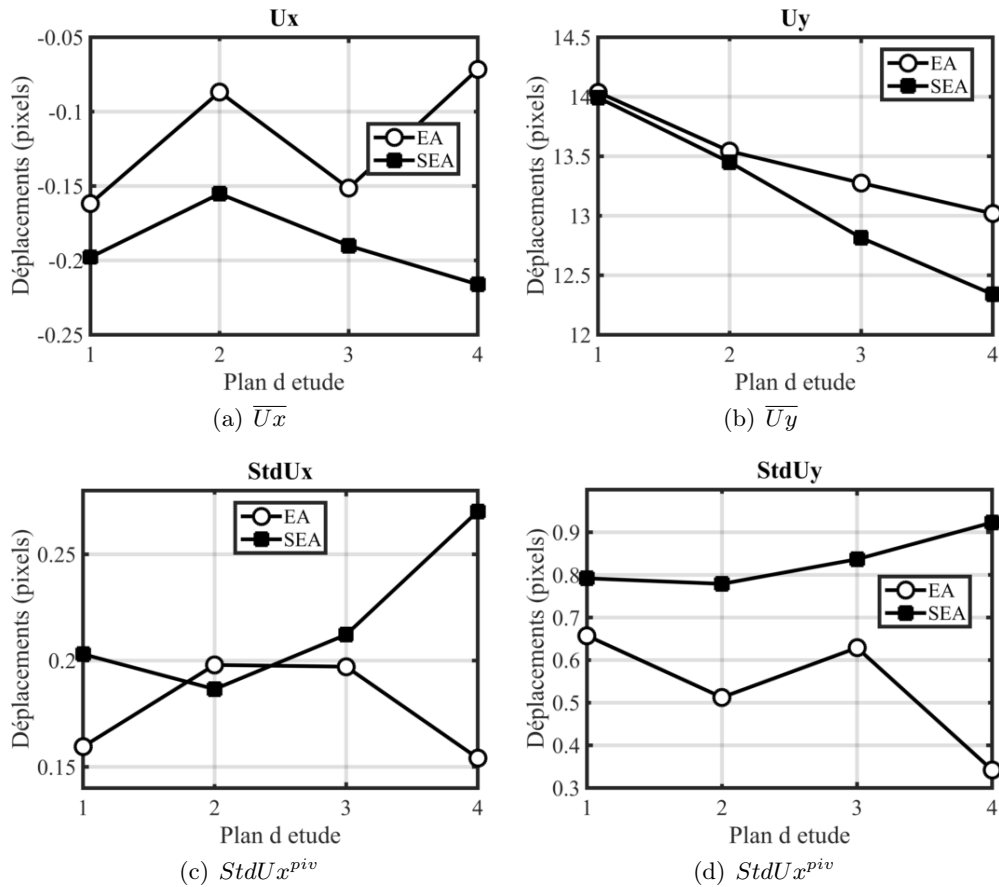 Ux
Déplacements (pixels)
-0.05
-0.1
-0.15
-0.2
-0.25
EA
SEA
1 2 3 4
Plan d etude
(a) Ux
Uy
Déplacements (pixels)
14.5
14
13.5
13
12.5
12
EA
SEA
1 2 3 4
Plan d etude
(b) Uy
StdUx
Déplacements (pixels)
0.25
0.2
0.15
EA
SEA
1 2 3 4
Plan d etude
(c) StdUx^piv
StdUy
Déplacements (pixels)
0.9
0.8
0.7
0.6
0.5
0.4
0.3
EA
SEA
1 2 3 4
Plan d etude
(d) StdUx^piv